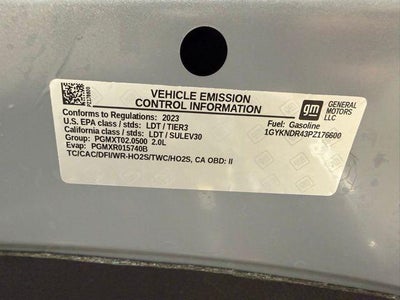 VEHICLE EMISSION
CONTROL INFORMATION
gm
GENERAL
MOTORS
LLC
Conforms to Regulations: 2023
Fuel: Gasoline
U.S. EPA class / stds: LDT / TIER3
1GYKNDR43PZ176600
California class / stds: LDT / SULEV30
Group: PGMXT02.0500 2.0L
Evap: PGMXR015740B
TC/CAC/DFI/WR-HO2S/TWC/HO2S, CA OBD: II